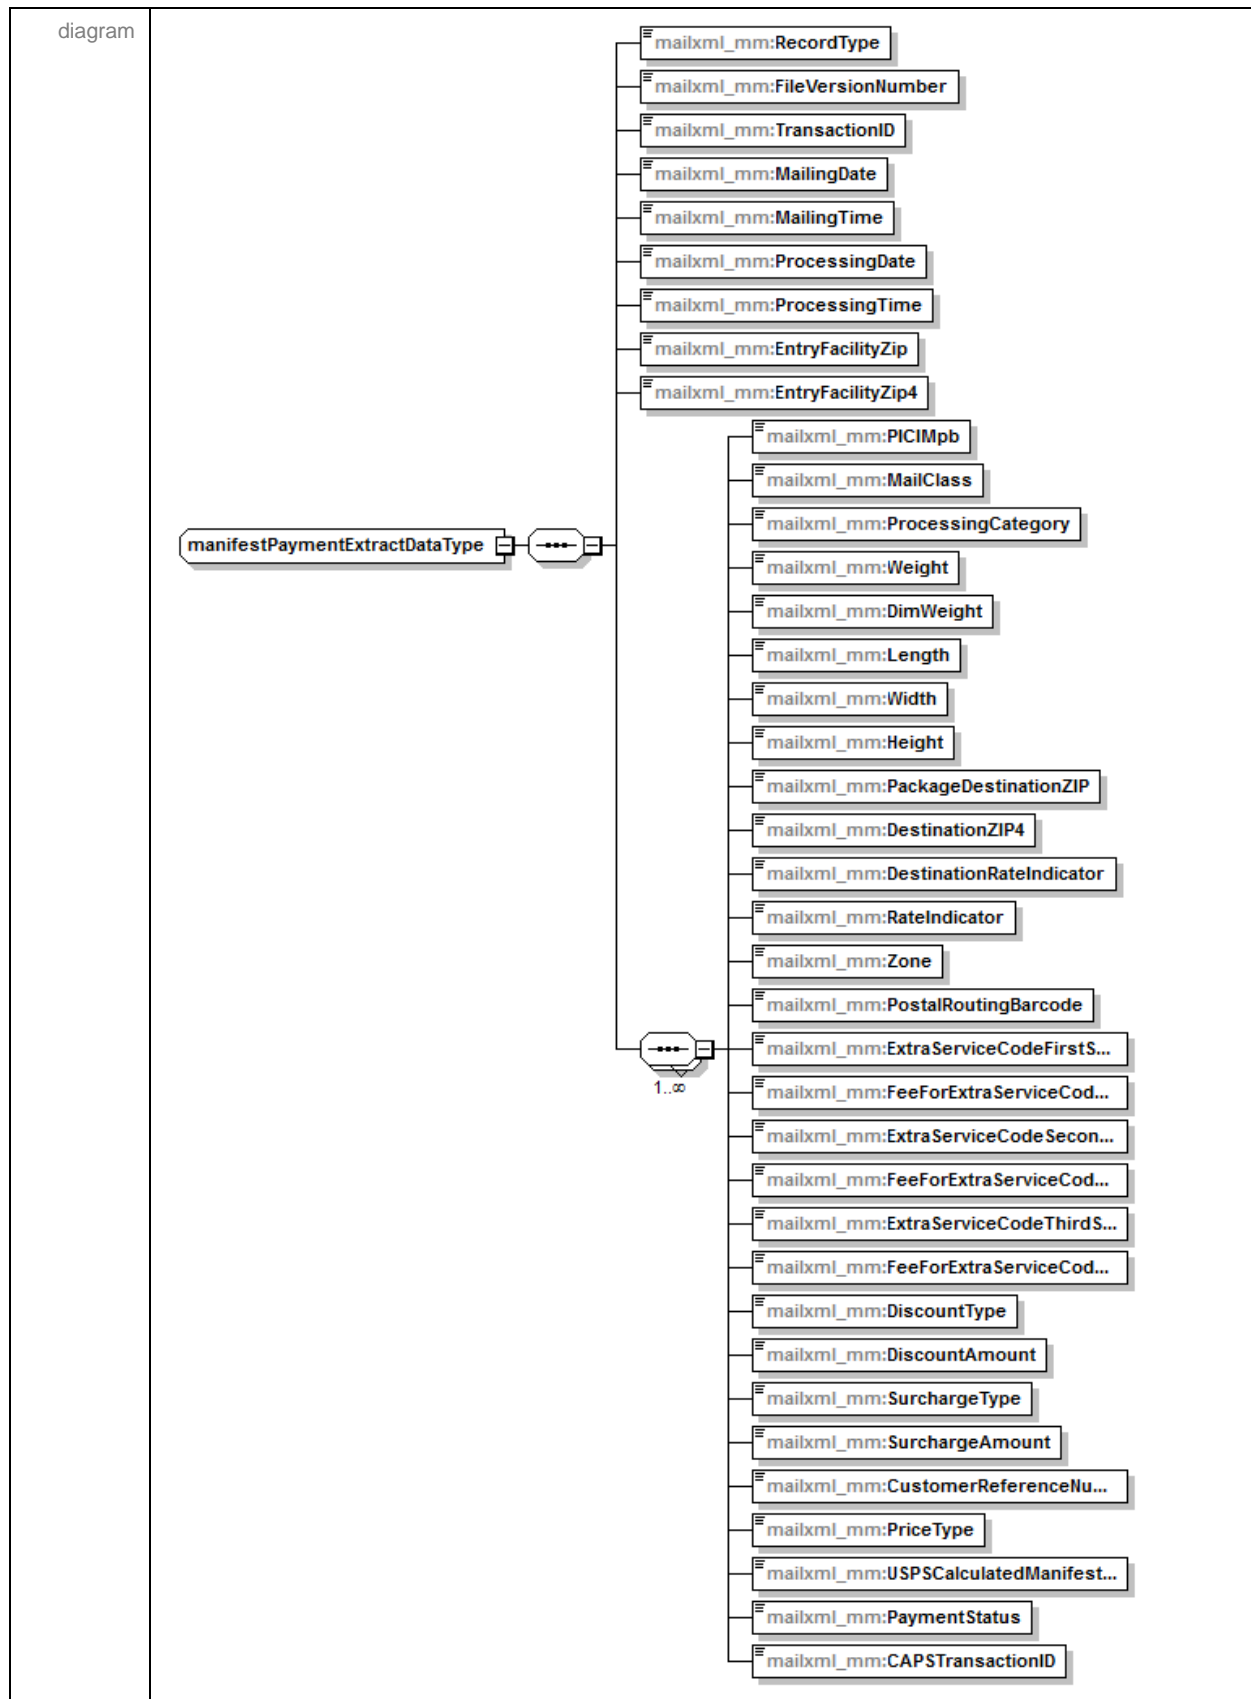 diagram
mailxml_mm:RecordType
mailxml_mm:FileVersionNumber
mailxml_mm:TransactionID
mailxml_mm:MailingDate
mailxml_mm:MailingTime
mailxml_mm:ProcessingDate
mailxml_mm:ProcessingTime
mailxml_mm:EntryFacilityZip
mailxml_mm:EntryFacilityZip4
manifestPaymentExtractDataType
mailxml_mm:PICIMpb
mailxml_mm:MailClass
mailxml_mm:ProcessingCategory
mailxml_mm:Weight
mailxml_mm:DimWeight
mailxml_mm:Length
mailxml_mm:Width
mailxml_mm:Height
mailxml_mm:PackageDestinationZIP
mailxml_mm:DestinationZIP4
mailxml_mm:DestinationRateIndicator
mailxml_mm:RateIndicator
mailxml_mm:Zone
mailxml_mm:PostalRoutingBarcode
mailxml_mm:ExtraServiceCodeFirstS...
1..∞
mailxml_mm:FeeForExtraServiceCod...
mailxml_mm:ExtraServiceCodeSecon...
mailxml_mm:FeeForExtraServiceCod...
mailxml_mm:ExtraServiceCodeThirdS...
mailxml_mm:FeeForExtraServiceCod...
mailxml_mm:DiscountType
mailxml_mm:DiscountAmount
mailxml_mm:SurchargeType
mailxml_mm:SurchargeAmount
mailxml_mm:CustomerReferenceNu...
mailxml_mm:PriceType
mailxml_mm:USPSCalculatedManifest...
mailxml_mm:PaymentStatus
mailxml_mm:CAPSTransactionID